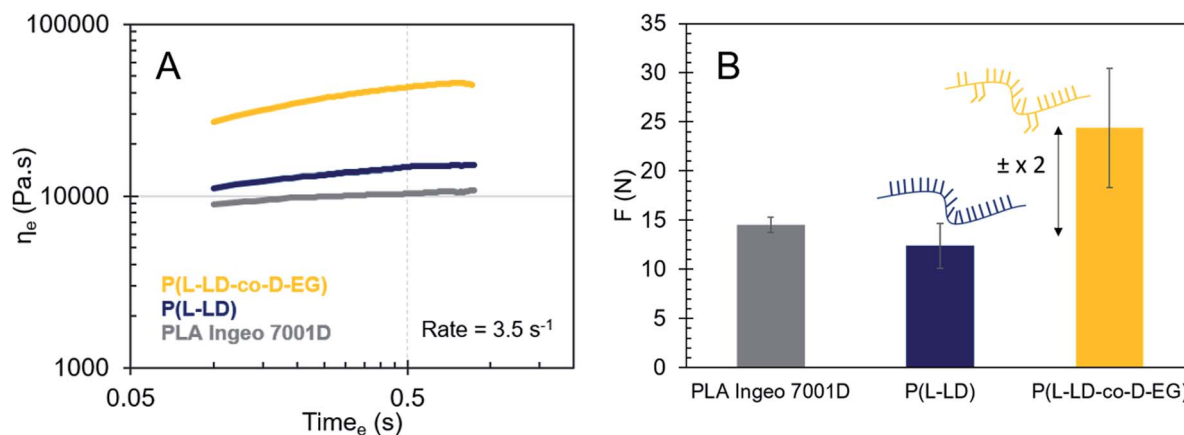 A
100000
10000
1000
ηe (Pa.s)
P(L-LD-co-D-EG)
P(L-LD)
PLA Ingeo 7001D
Rate = 3.5 s-1
0.05
0.5
Timee (s)
B
35
30
25
20
15
10
5
0
F (N)
± x 2
PLA Ingeo 7001D
P(L-LD)
P(L-LD-co-D-EG)